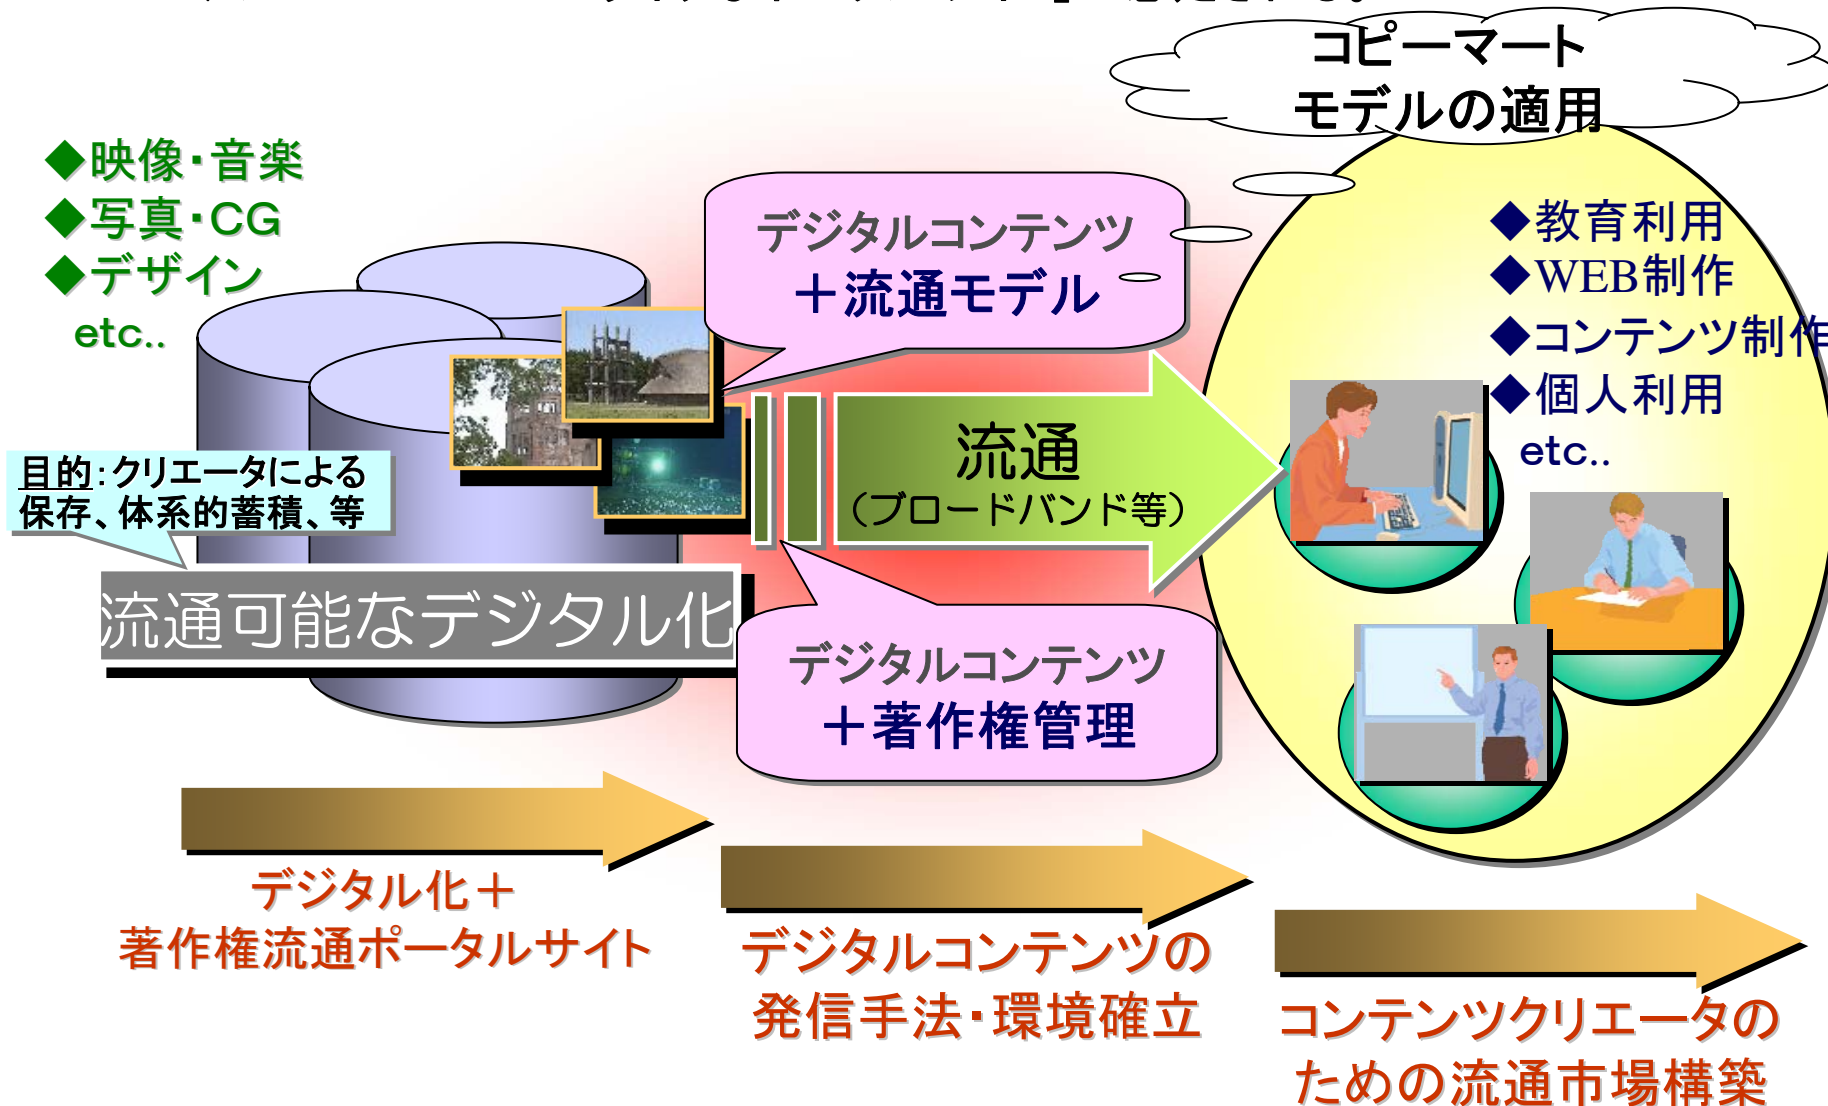 コピーマート
モデルの適用
◆映像・音楽
◆写真・CG
◆デザイン
etc..
デジタルコンテンツ
＋流通モデル
◆教育利用
◆WEB制作
◆コンテンツ制作
◆個人利用
etc..
目的：クリエータによる
保存、体系的蓄積、等
流通
（ブロードバンド等）
流通可能なデジタル化
デジタルコンテンツ
＋著作権管理
デジタル化＋
著作権流通ポータルサイト
デジタルコンテンツの
発信手法・環境確立
コンテンツクリエータの
ための流通市場構築